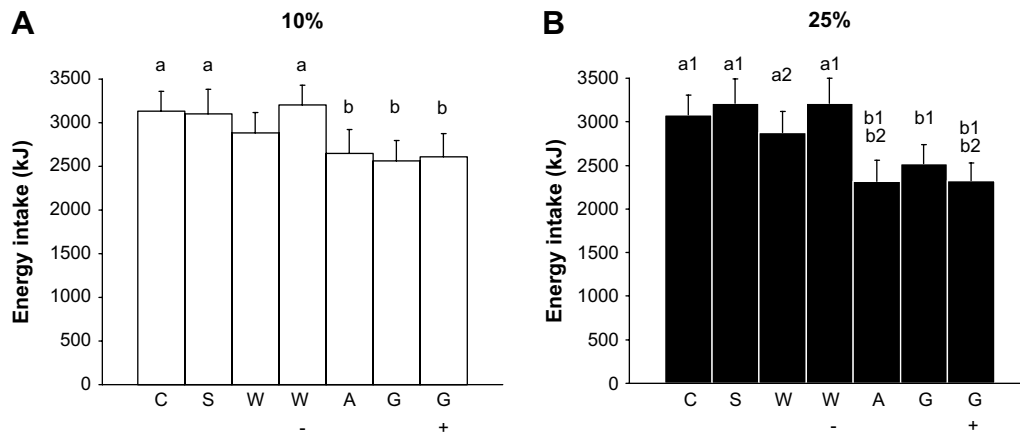 A
10%
a a a b b b
3500
3000
2500
2000
1500
1000
500
0
Energy intake (kJ)
C S W W A G G
- +
B
25%
a1 a1 a2 a1 b1 b1 b1
b2 b2
3500
3000
2500
2000
1500
1000
500
0
Energy intake (kJ)
C S W W A G G
- +